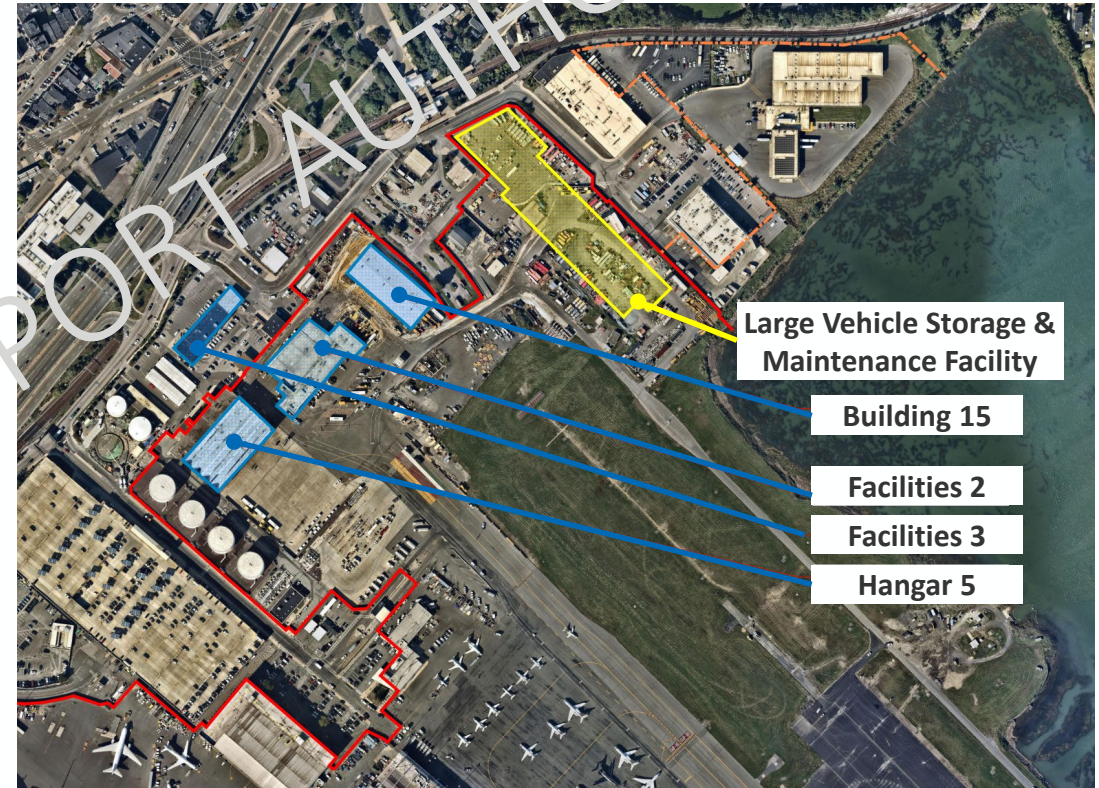 PORT AUTHO
Large Vehicle Storage &
Maintenance Facility
Building 15
Facilities 2
Facilities 3
Hangar 5